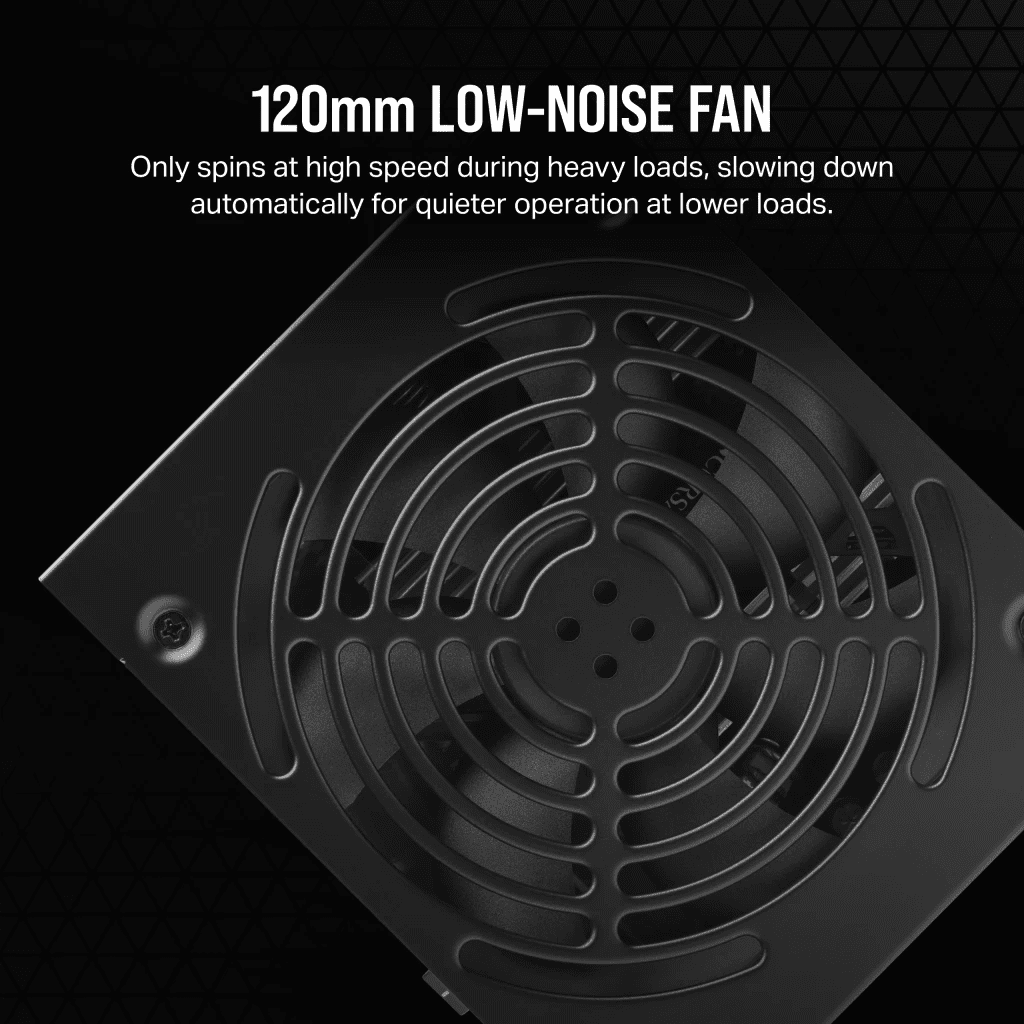 120mm LOW-NOISE FAN
Only spins at high speed during heavy loads, slowing down
automatically for quieter operation at lower loads.